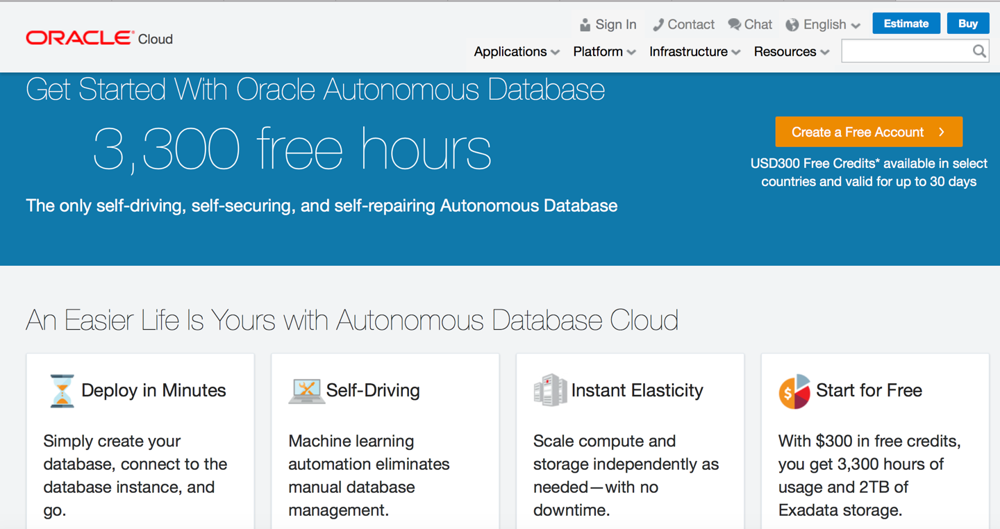 ORACLE® Cloud
Sign In Contact Chat English Estimate Buy
Applications Platform Infrastructure Resources
Get Started With Oracle Autonomous Database
3,300 free hours
The only self-driving, self-securing, and self-repairing Autonomous Database
Create a Free Account
USD300 Free Credits* available in select
countries and valid for up to 30 days
An Easier Life Is Yours with Autonomous Database Cloud
Deploy in Minutes
Simply create your
database, connect to the
database instance, and
go.
Self-Driving
Machine learning
automation eliminates
manual database
management.
Instant Elasticity
Scale compute and
storage independently as
needed—with no
downtime.
$
Start for Free
With $300 in free credits,
you get 3,300 hours of
usage and 2TB of
Exadata storage.